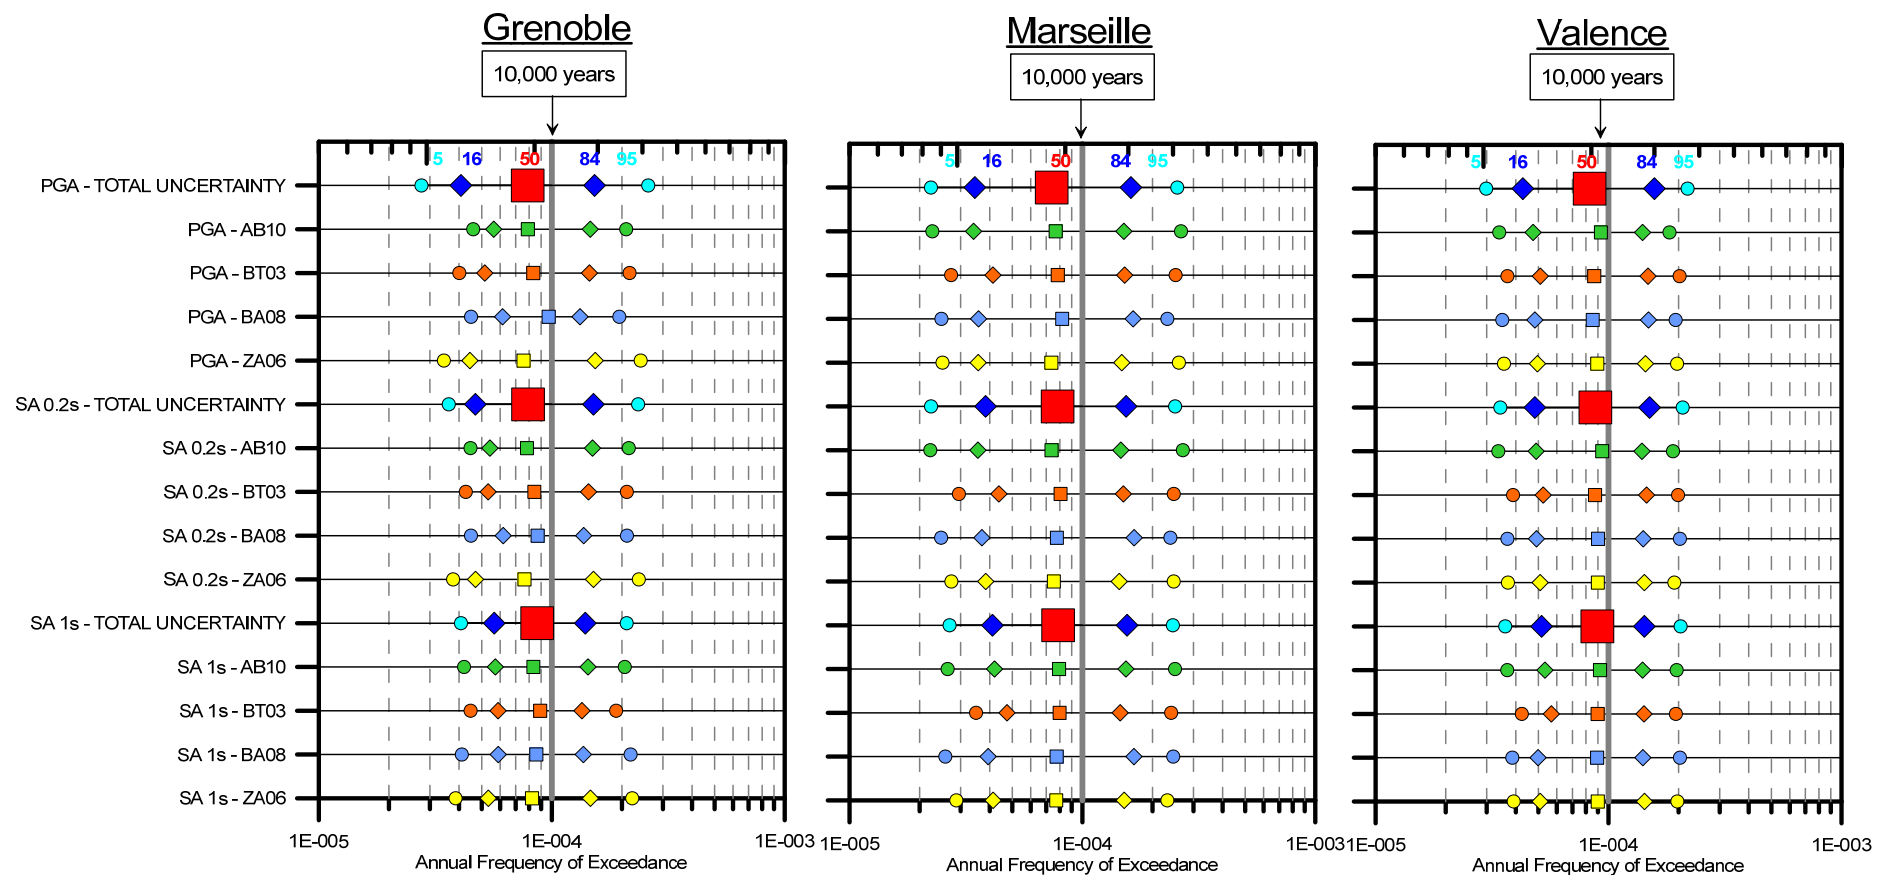 Grenoble
Marseille
Valence
10,000 years
10,000 years
10,000 years
5 16 50 84 95
5 16 50 84 95
5 16 50 84 95
PGA - TOTAL UNCERTAINTY
PGA - AB10
PGA - BT03
PGA - BA08
PGA - ZA06
SA 0.2s - TOTAL UNCERTAINTY
SA 0.2s - AB10
SA 0.2s - BT03
SA 0.2s - BA08
SA 0.2s - ZA06
SA 1s - TOTAL UNCERTAINTY
SA 1s - AB10
SA 1s - BT03
SA 1s - BA08
SA 1s - ZA06
1E-005 1E-004 1E-003
1E-005 1E-004 1E-003
1E-005 1E-004 1E-003
Annual Frequency of Exceedance
Annual Frequency of Exceedance
Annual Frequency of Exceedance